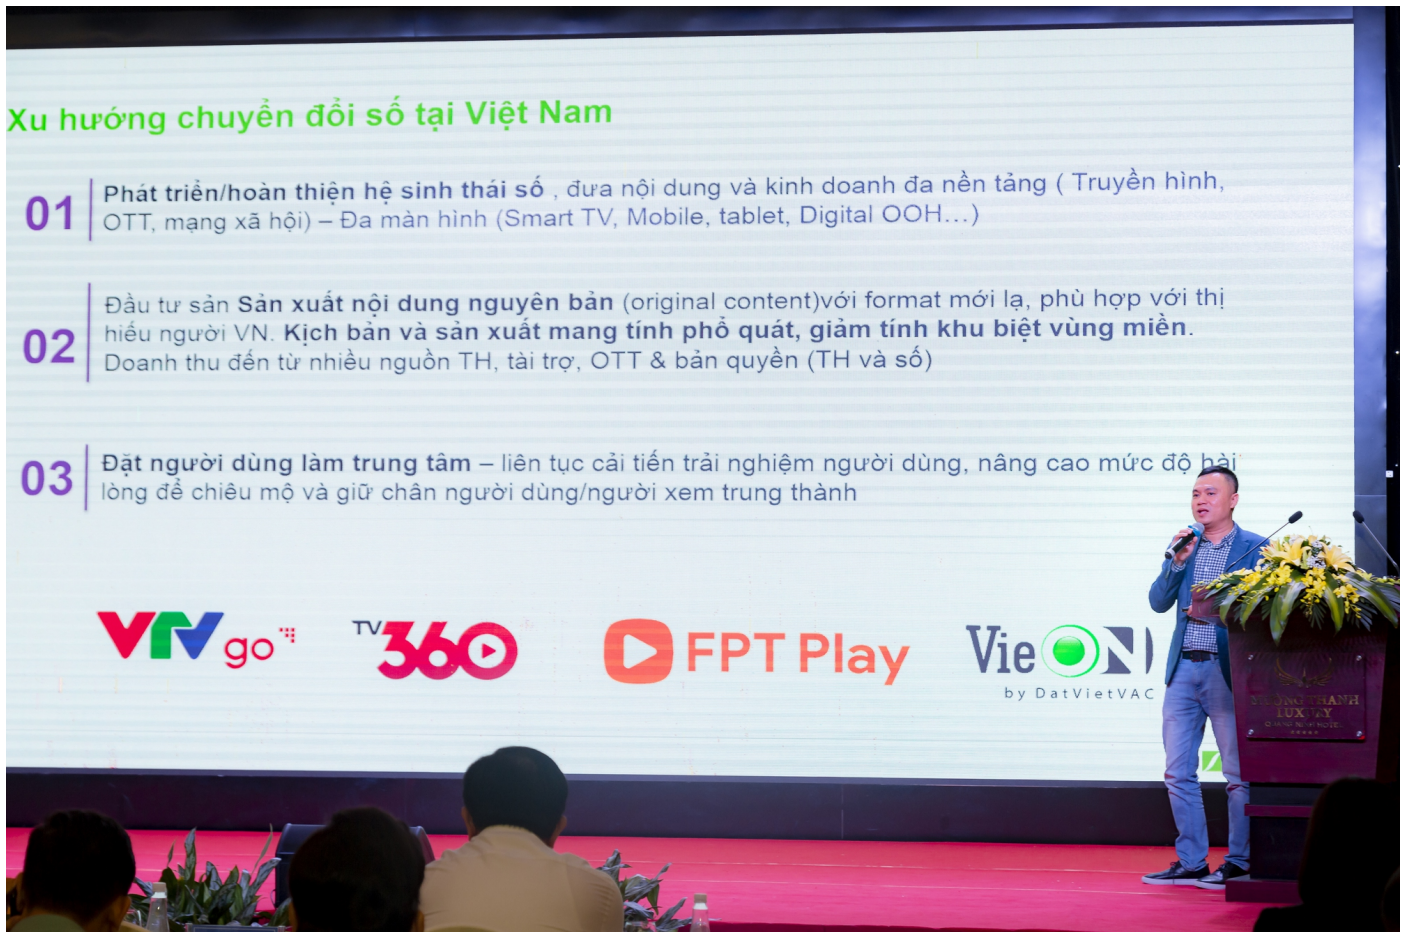 Xu hướng chuyển đổi số tại Việt Nam
01
Phát triển/hoàn thiện hệ sinh thái số , đưa nội dung và kinh doanh đa nền tảng ( Truyền hình,
OTT, mạng xã hội) – Đa màn hình (Smart TV, Mobile, tablet, Digital OOH...)
02
Đầu tư sản Sản xuất nội dung nguyên bản (original content)với format mới lạ, phù hợp với thị
hiếu người VN. Kịch bản và sản xuất mang tính phổ quát, giảm tính khu biệt vùng miền.
Doanh thu đến từ nhiều nguồn TH, tài trợ, OTT & bản quyền (TH và số)
03
Đặt người dùng làm trung tâm – liên tục cải tiến trải nghiệm người dùng, nâng cao mức độ hài
lòng để chiêu mộ và giữ chân người dùng/người xem trung thành
VTV go
TV 360
FPT Play
VieON
by DatVietVAC
THANH
LUXURY